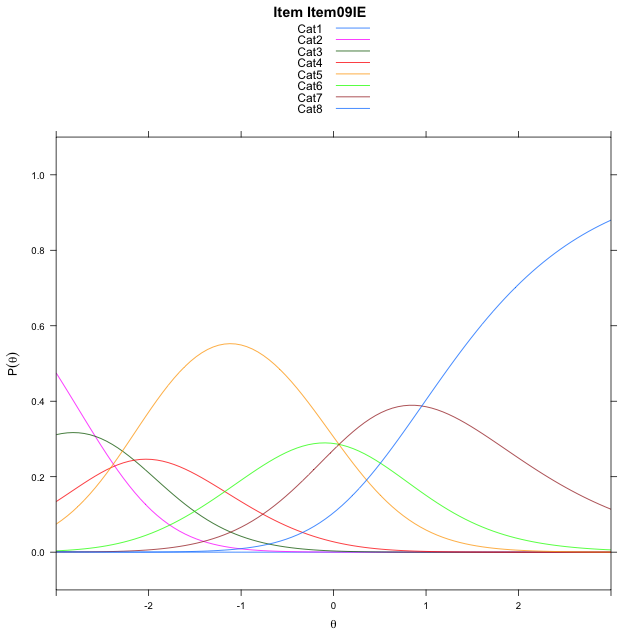 Item Item09IE
Cat1
Cat2
Cat3
Cat4
Cat5
Cat6
Cat7
Cat8
1.0
0.8
0.6
0.4
0.2
0.0
P(θ)
-2 -1 0 1 2
θ